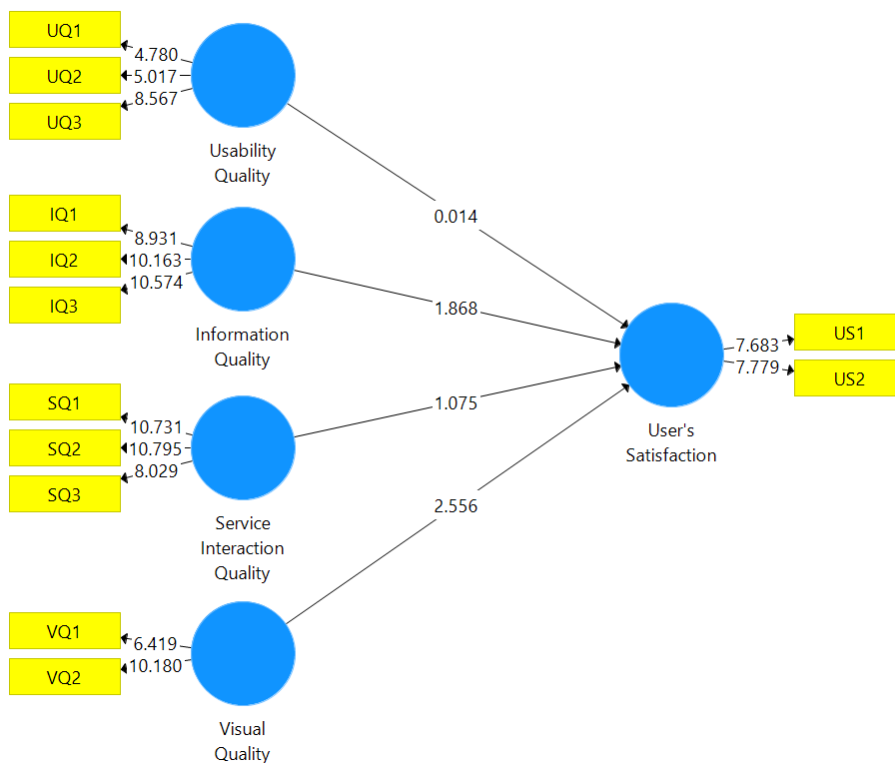 UQ1
4.780
UQ2
5.017
8.567
UQ3
Usability
Quality
0.014
IQ1
8.931
IQ2
10.163
10.574
IQ3
Information
Quality
1.868
SQ1
10.731
SQ2
10.795
8.029
SQ3
Service
Interaction
Quality
1.075
VQ1
6.419
VQ2
10.180
Visual
Quality
2.556
User's
Satisfaction
7.683
US1
7.779
US2